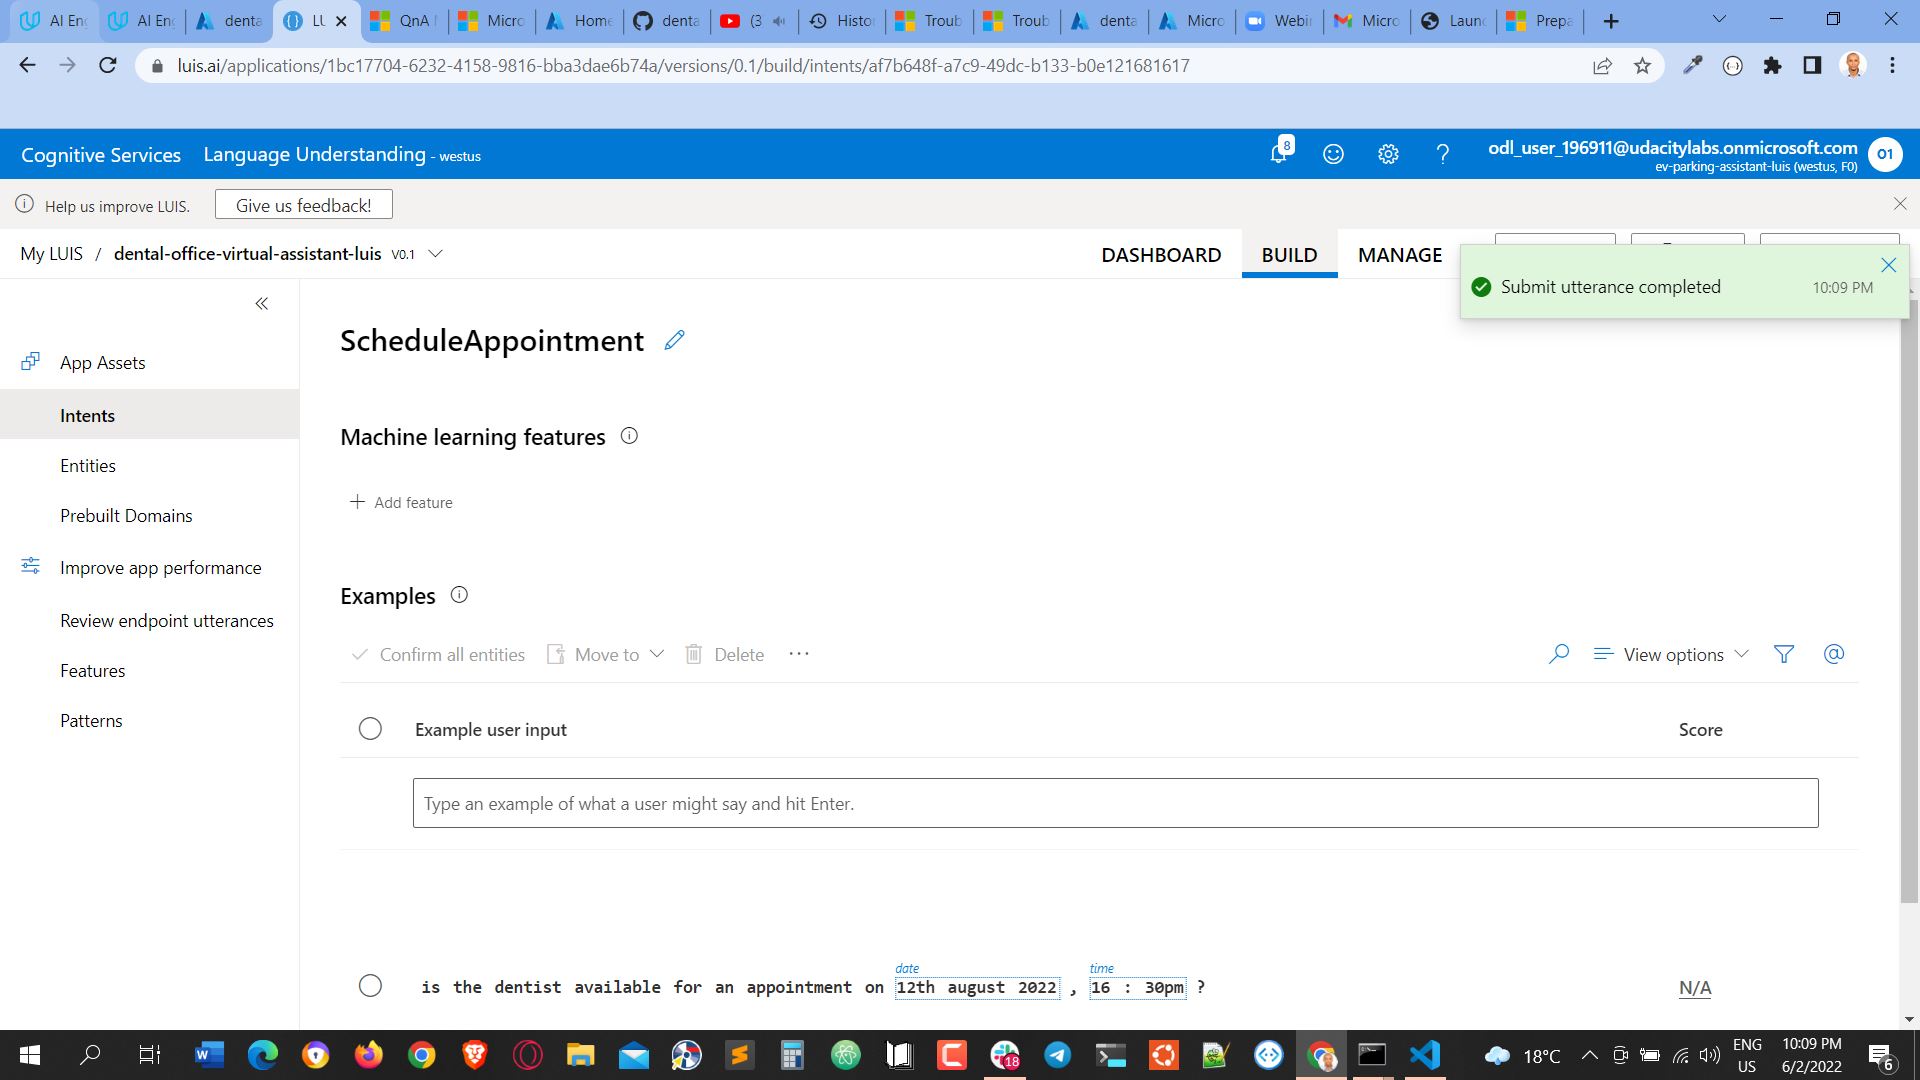 AI En
AI En
denta
LU
QnA
Micro
Home
denta
(3
Histo
Troub
Troub
denta
Micro
Webin
Micro
Launc
Prepa
luis.ai/applications/1bc17704-6232-4158-9816-bba3dae6b74a/versions/0.1/build/intents/af7b648f-a7c9-49dc-b133-b0e121681617
Cognitive Services Language Understanding - westus
8
odl_user_196911@udacitylabs.onmicrosoft.com
ev-parking-assistant-luis (westus, F0)
O1
Help us improve LUIS. Give us feedback!
My LUIS / dental-office-virtual-assistant-luis V0.1
DASHBOARD BUILD MANAGE
Submit utterance completed 10:09 PM
App Assets
Intents
Entities
Prebuilt Domains
Improve app performance
Review endpoint utterances
Features
Patterns
ScheduleAppointment
Machine learning features
+ Add feature
Examples
Confirm all entities Move to Delete ...
View options @
Example user input Score
Type an example of what a user might say and hit Enter.
date time
is the dentist available for an appointment on 12th august 2022 , 16 : 30pm ? N/A
18
18°C
ENG
US
10:09 PM
6/2/2022
6